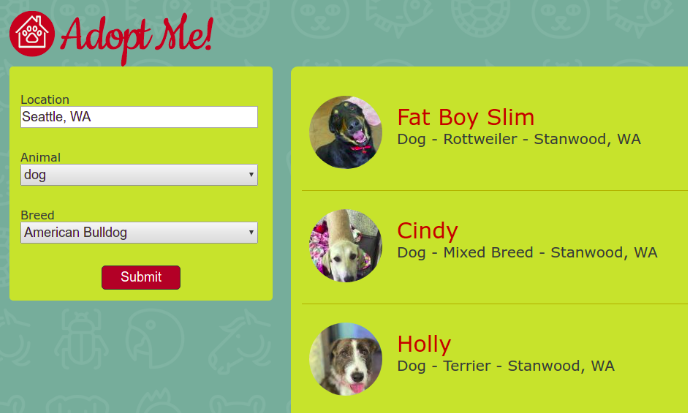 Adopt Me!
Location
Seattle, WA
Animal
dog
Breed
American Bulldog
Submit
Fat Boy Slim
Dog - Rottweiler - Stanwood, WA
Cindy
Dog - Mixed Breed - Stanwood, WA
Holly
Dog - Terrier - Stanwood, WA